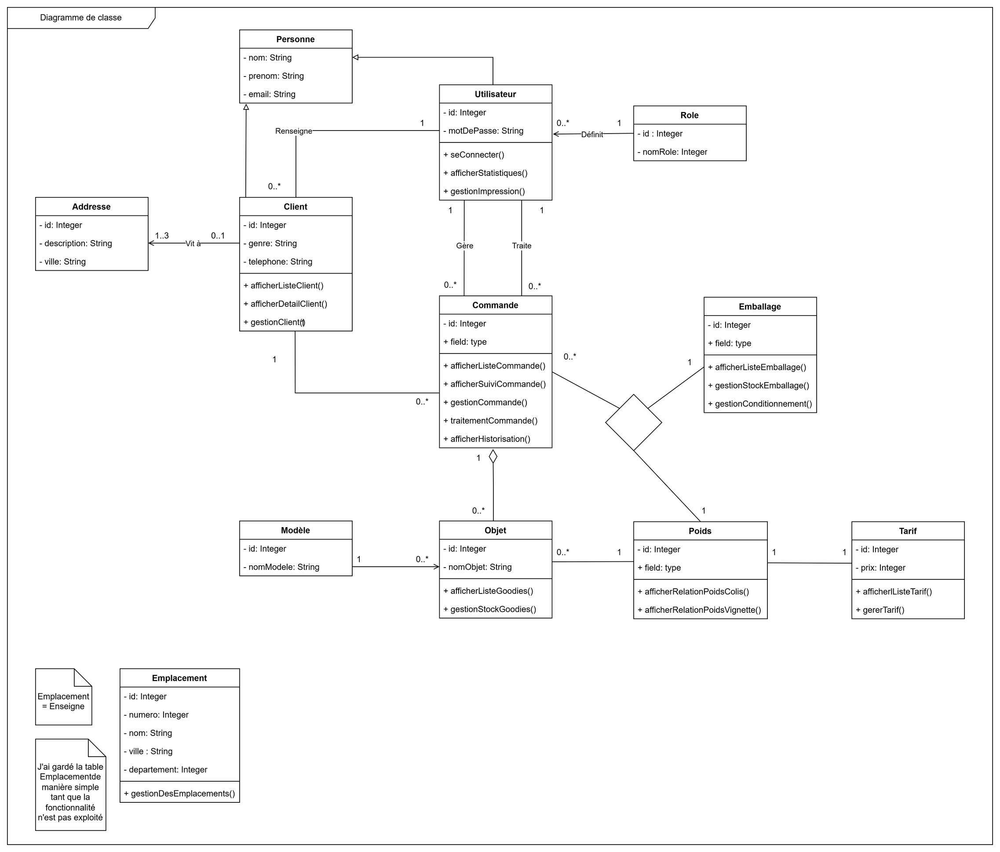 Diagramme de classe
Personne
- nom: String
- prenom: String
- email: String
Utilisateur
- id: Integer
- motDePasse: String
+ seConnecter()
+ afficherStatistiques()
+ gestionImpression()
Role
- id : Integer
- nomRole: Integer
0..*
1
Définit
Renseigne
1
0..*
Addresse
- id: Integer
- description: String
- ville: String
1..3
0..1
Vit à
Client
- id: Integer
- genre: String
- telephone: String
+ afficherListeClient()
+ afficherDetailClient()
+ gestionClient()
1
1
Gère
Traite
0..*
0..*
Commande
- id: Integer
+ field: type
+ afficherListeCommande()
+ afficherSuiviCommande()
+ gestionCommande()
+ traitementCommande()
+ afficherHistorisation()
Emballage
- id: Integer
+ field: type
+ afficherListeEmballage()
+ gestionStockEmballage()
+ gestionConditionnement()
1
0..*
0..*
1
1
0..*
1
Modèle
- id: Integer
- nomModele: String
1
0..*
Objet
- id: Integer
- nomObjet: String
+ afficherListeGoodies()
+ gestionStockGoodies()
0..*
1
Poids
- id: Integer
+ field: type
+ afficherRelationPoidsColis()
+ afficherRelationPoidsVignette()
1
1
Tarif
- id: Integer
- prix: Integer
+ afficherlListeTarif()
+ gererTarif()
Emplacement
= Enseigne
J'ai gardé la table
Emplacementde
manière simple
tant que la
fonctionnalité
n'est pas exploité
Emplacement
- id: Integer
- numero: Integer
- nom: String
- ville : String
- departement: Integer
+ gestionDesEmplacements()